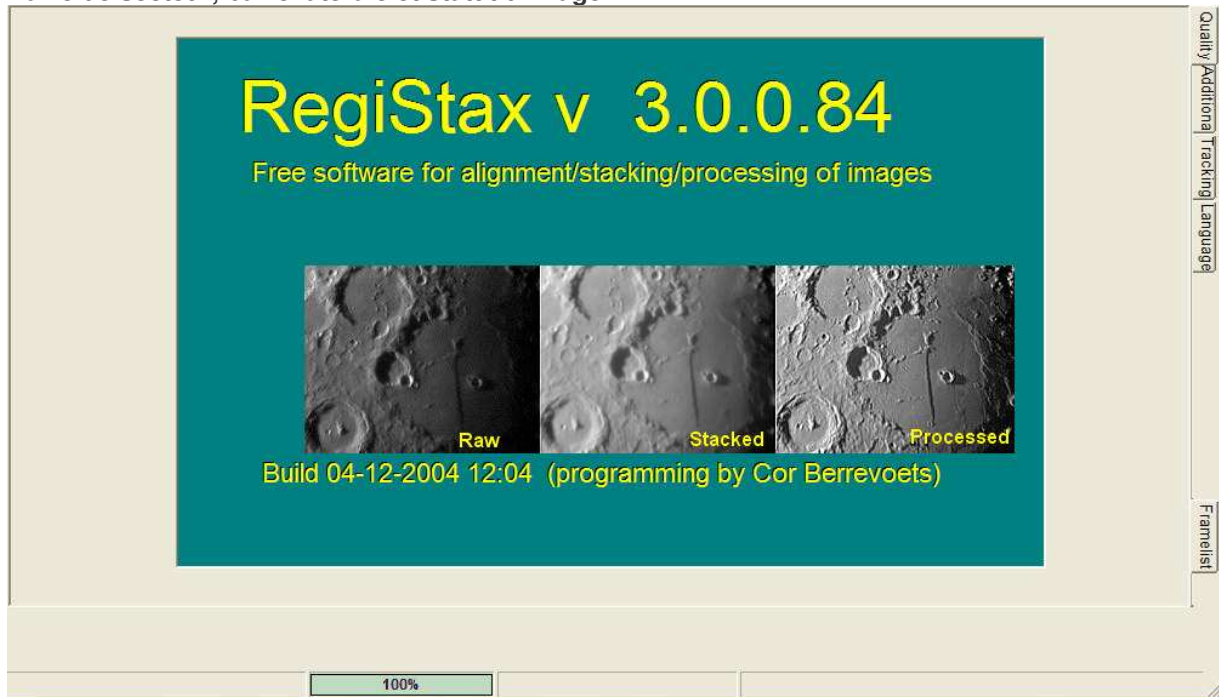 RegiStax v 3.0.0.84
Free software for alignment/stacking/processing of images
Raw
Stacked
Processed
Build 04-12-2004 12:04 (programming by Cor Berrevoets)
Quality
Additional
Tracking
Language
Framelist
100%